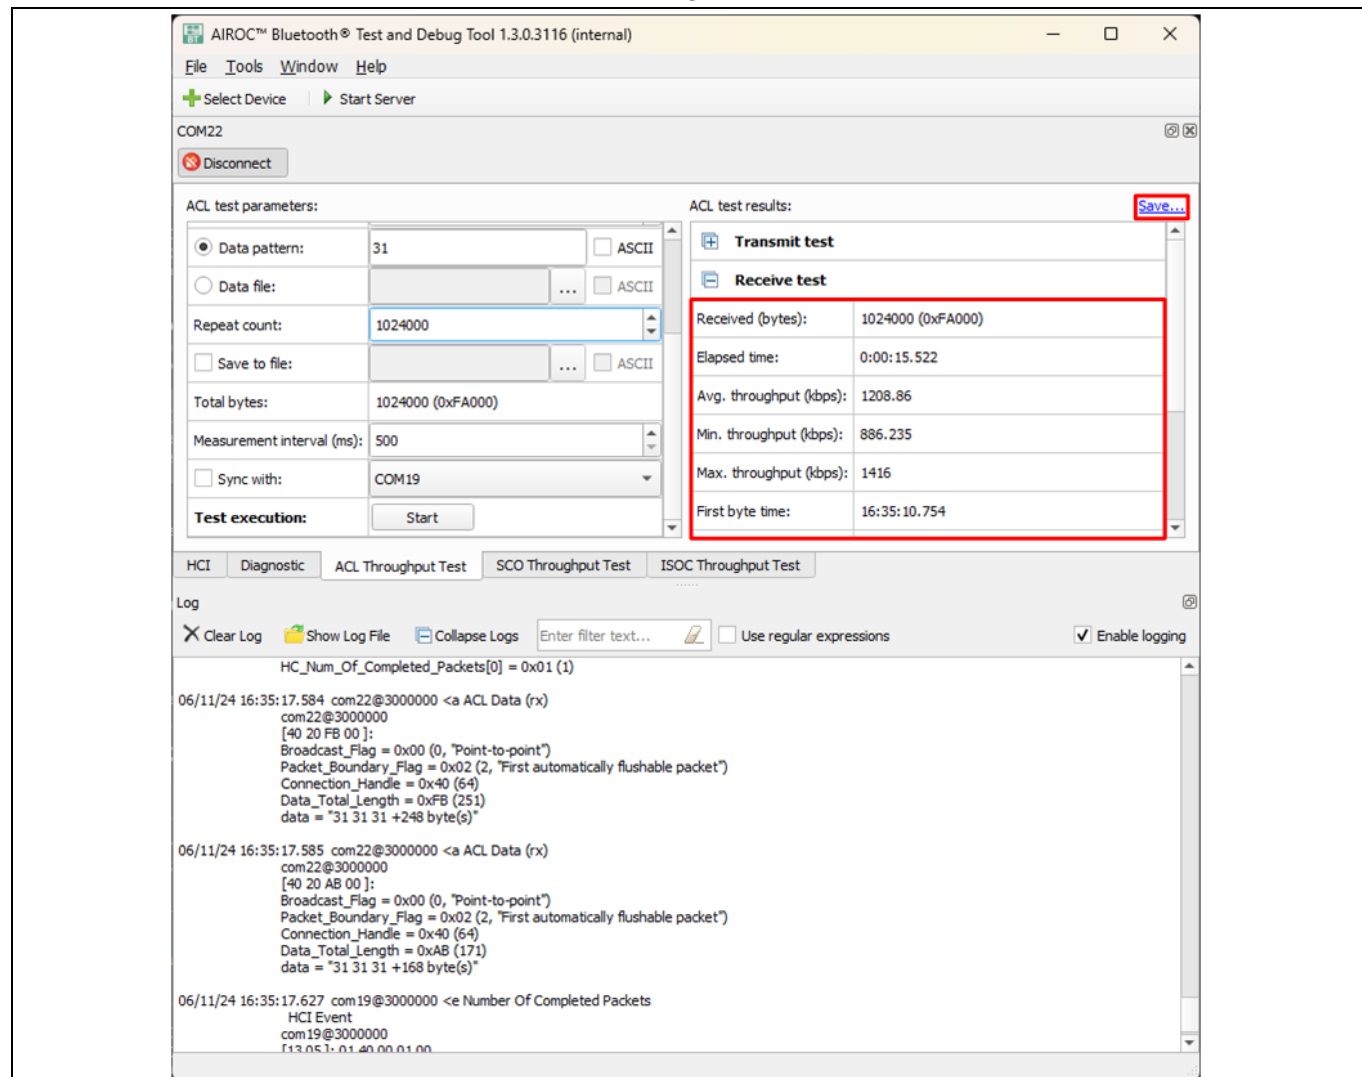 AIROC™ Bluetooth® Test and Debug Tool 1.3.0.3116 (internal)
File Tools Window Help
Select Device Start Server
COM22
Disconnect
ACL test parameters:
Data pattern: 31 ASCII
Data file: ... ASCII
Repeat count: 1024000
Save to file: ... ASCII
Total bytes: 1024000 (0xFA000)
Measurement interval (ms): 500
Sync with: COM19
Test execution: Start
ACL test results: Save...
Transmit test
Receive test
Received (bytes): 1024000 (0xFA000)
Elapsed time: 0:00:15.522
Avg. throughput (kbps): 1208.86
Min. throughput (kbps): 886.235
Max. throughput (kbps): 1416
First byte time: 16:35:10.754
HCI Diagnostic ACL Throughput Test SCO Throughput Test ISOC Throughput Test
Log
Clear Log Show Log File Collapse Logs Enter filter text... Use regular expressions Enable logging
HC_Num_Of_Completed_Packets[0] = 0x01 (1)
06/11/24 16:35:17.584 com22@3000000 <a ACL Data (rx)
com22@3000000
[40 20 FB 00 ]:
Broadcast_Flag = 0x00 (0, "Point-to-point")
Packet_Boundary_Flag = 0x02 (2, "First automatically flushable packet")
Connection_Handle = 0x40 (64)
Data_Total_Length = 0xFB (251)
data = "31 31 31 +248 byte(s)"
06/11/24 16:35:17.585 com22@3000000 <a ACL Data (rx)
com22@3000000
[40 20 AB 00 ]:
Broadcast_Flag = 0x00 (0, "Point-to-point")
Packet_Boundary_Flag = 0x02 (2, "First automatically flushable packet")
Connection_Handle = 0x40 (64)
Data_Total_Length = 0xAB (171)
data = "31 31 31 +168 byte(s)"
06/11/24 16:35:17.627 com19@3000000 <e Number Of Completed Packets
HCI Event
com19@3000000
[13 05 ]: 01 40 00 01 00